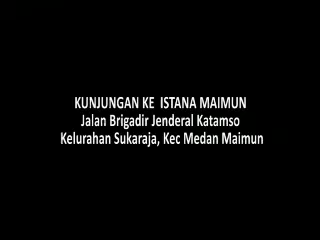 KUNJUNGAN KE  ISTANA MAIMUN
Jalan Brigadir Jenderal Katamso
Kelurahan Sukaraja, Kec Medan Maimun